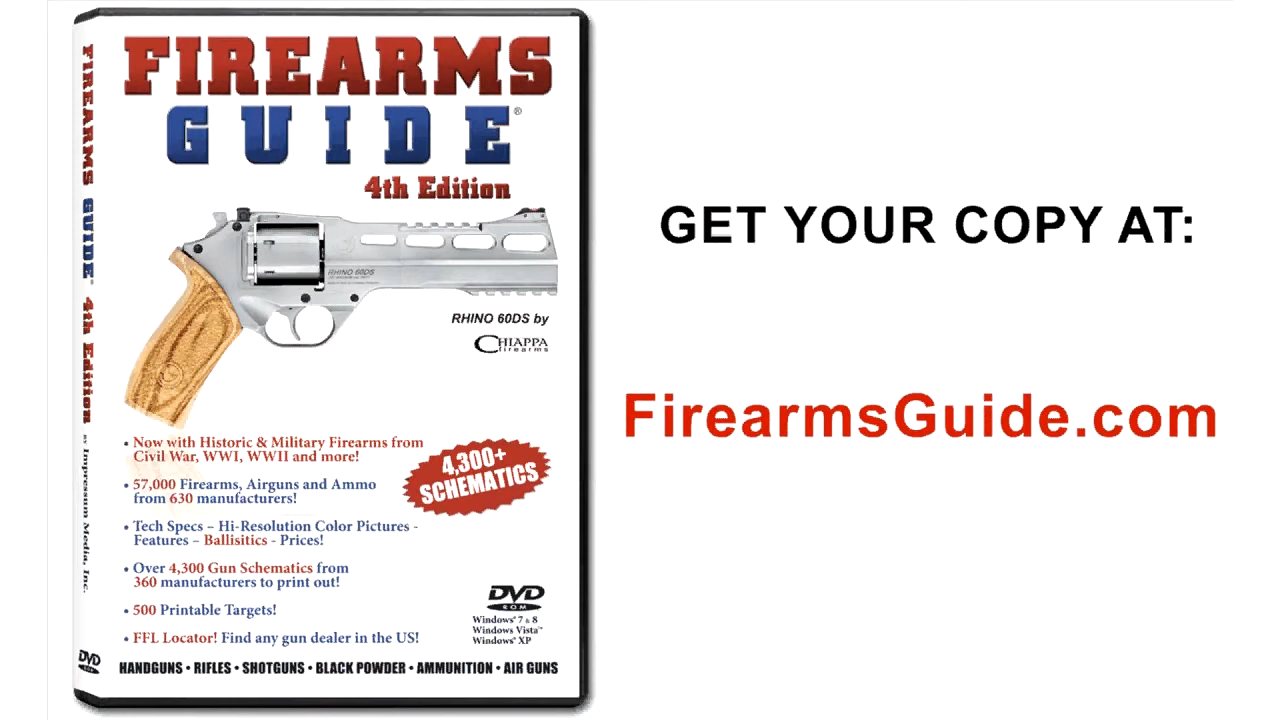 FIREARMS
GUIDE®
4th Edition
RHINO 60DS
RHINO 60DS by
CHIAPPA
firearms
• Now with Historic & Military Firearms from
Civil War, WWI, WWII and more!
4,300+
SCHEMATICS
• 57,000 Firearms, Airguns and Ammo
from 630 manufacturers!
• Tech Specs – Hi-Resolution Color Pictures -
Features – Ballisitics - Prices!
• Over 4,300 Gun Schematics from
360 manufacturers to print out!
• 500 Printable Targets!
• FFL Locator! Find any gun dealer in the US!
DVD
ROM
Windows® 7 & 8
Windows Vista™
Windows® XP
HANDGUNS • RIFLES • SHOTGUNS • BLACK POWDER • AMMUNITION • AIR GUNS
FIREARMS GUIDE® 4th Edition BY Impressum Media, Inc.
DVD
GET YOUR COPY AT:
FirearmsGuide.com